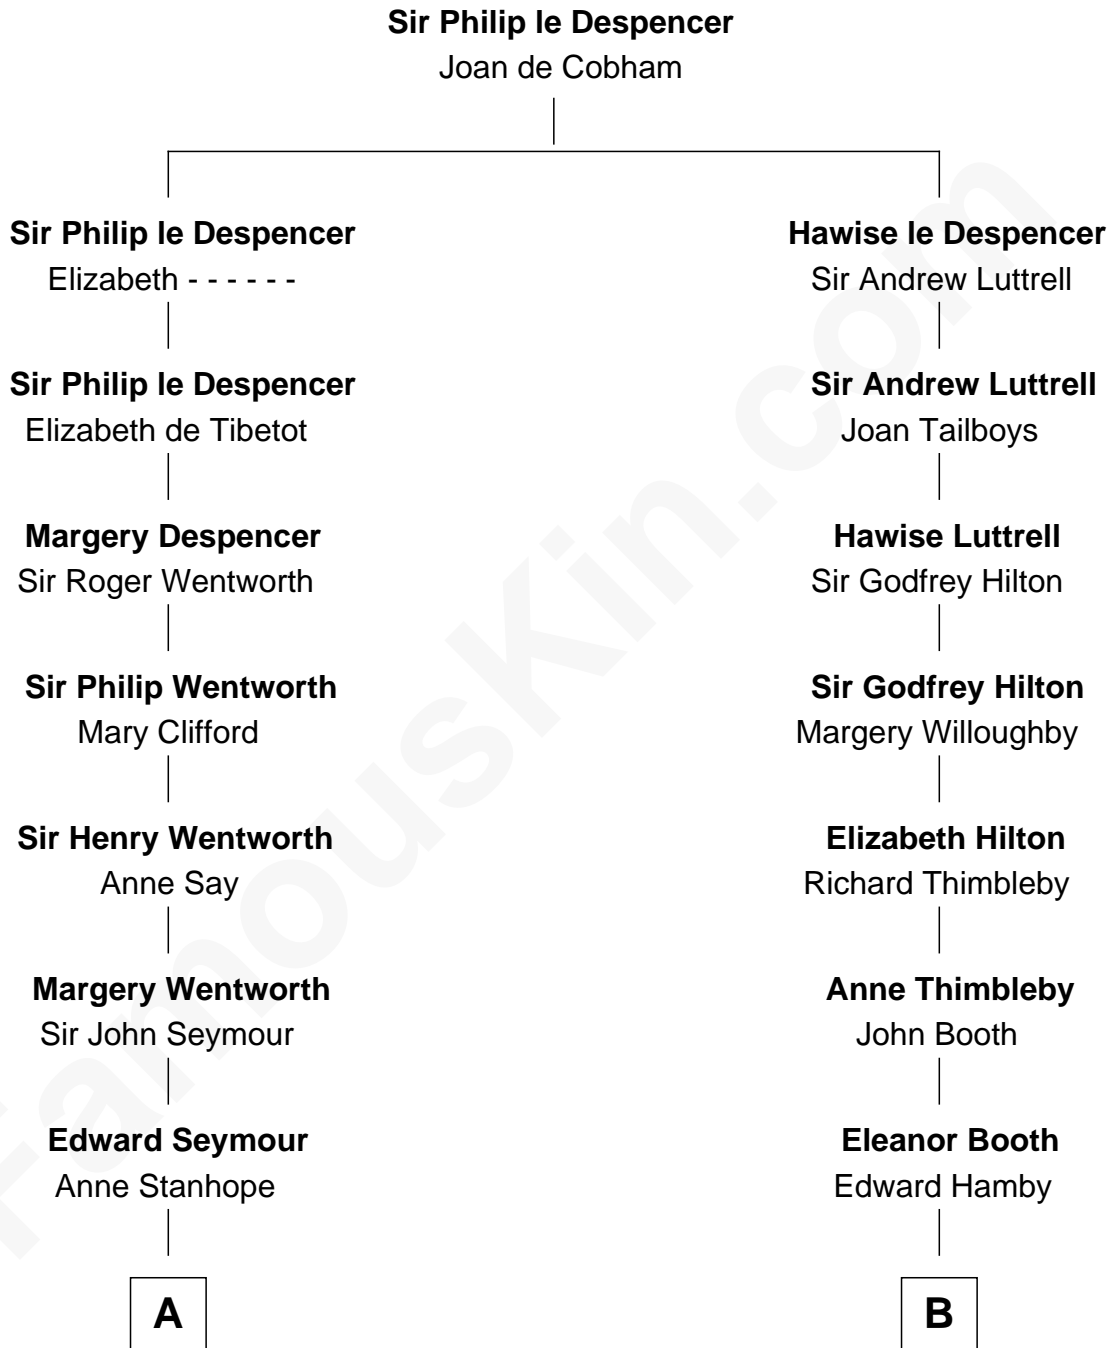 Sir Philip le Despencer
Joan de Cobham
Sir Philip le Despencer
Elizabeth - - - - - -
Hawise le Despencer
Sir Andrew Luttrell
Sir Philip le Despencer
Elizabeth de Tibetot
Sir Andrew Luttrell
Joan Tailboys
Margery Despencer
Sir Roger Wentworth
Hawise Luttrell
Sir Godfrey Hilton
Sir Philip Wentworth
Mary Clifford
Sir Godfrey Hilton
Margery Willoughby
Sir Henry Wentworth
Anne Say
Elizabeth Hilton
Richard Thimbleby
Margery Wentworth
Sir John Seymour
Anne Thimbleby
John Booth
Edward Seymour
Anne Stanhope
Eleanor Booth
Edward Hamby
A
B
FamousKin.com